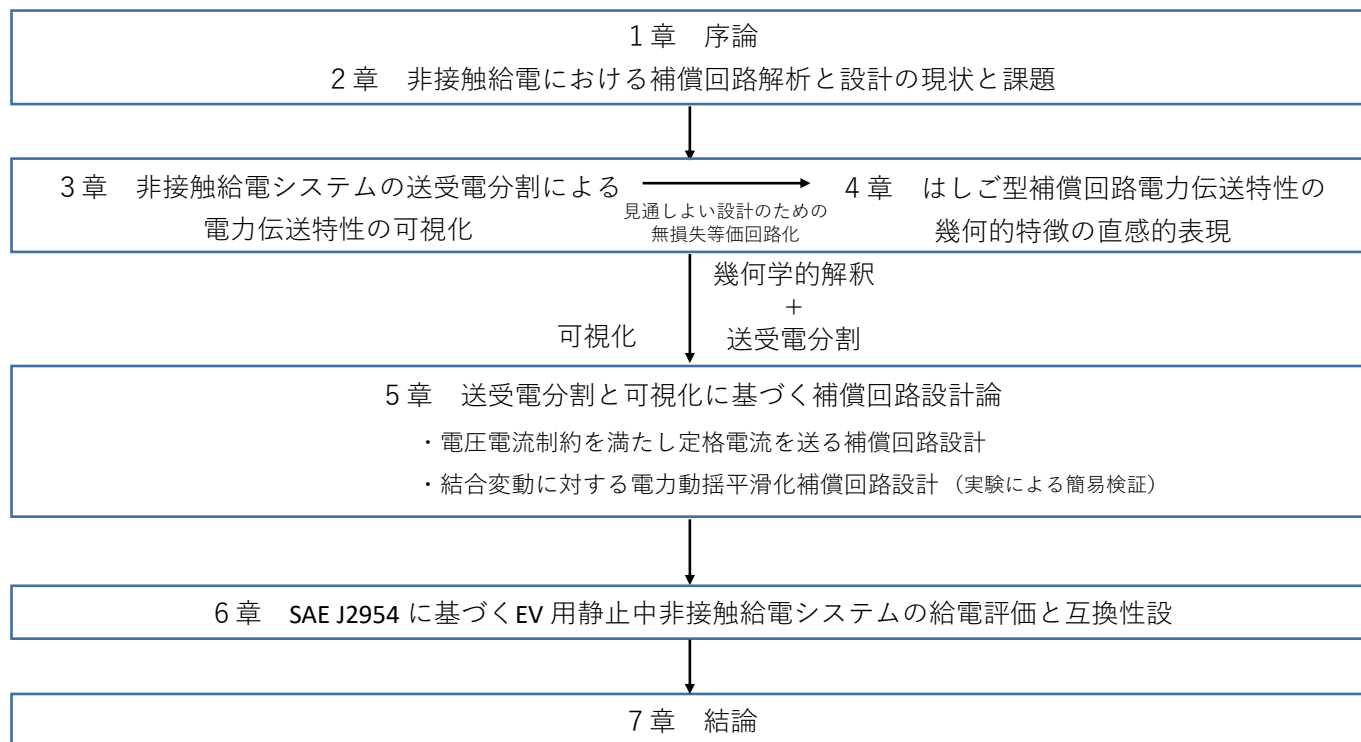 1章 序論
2章 非接触給電における補償回路解析と設計の現状と課題
3章 非接触給電システムの送受電分割による
電力伝送特性の可視化
見通しよい設計のための
無損失等価回路化
4章 はしご型補償回路電力伝送特性の
幾何的特徴の直感的表現
可視化
幾何学的解釈
+
送受電分割
5章 送受電分割と可視化に基づく補償回路設計論
・電圧電流制約を満たし定格電流を送る補償回路設計
・結合変動に対する電力動揺平滑化補償回路設計（実験による簡易検証）
6章 SAE J2954 に基づくEV 用静止中非接触給電システムの給電評価と互換性設
7章 結論